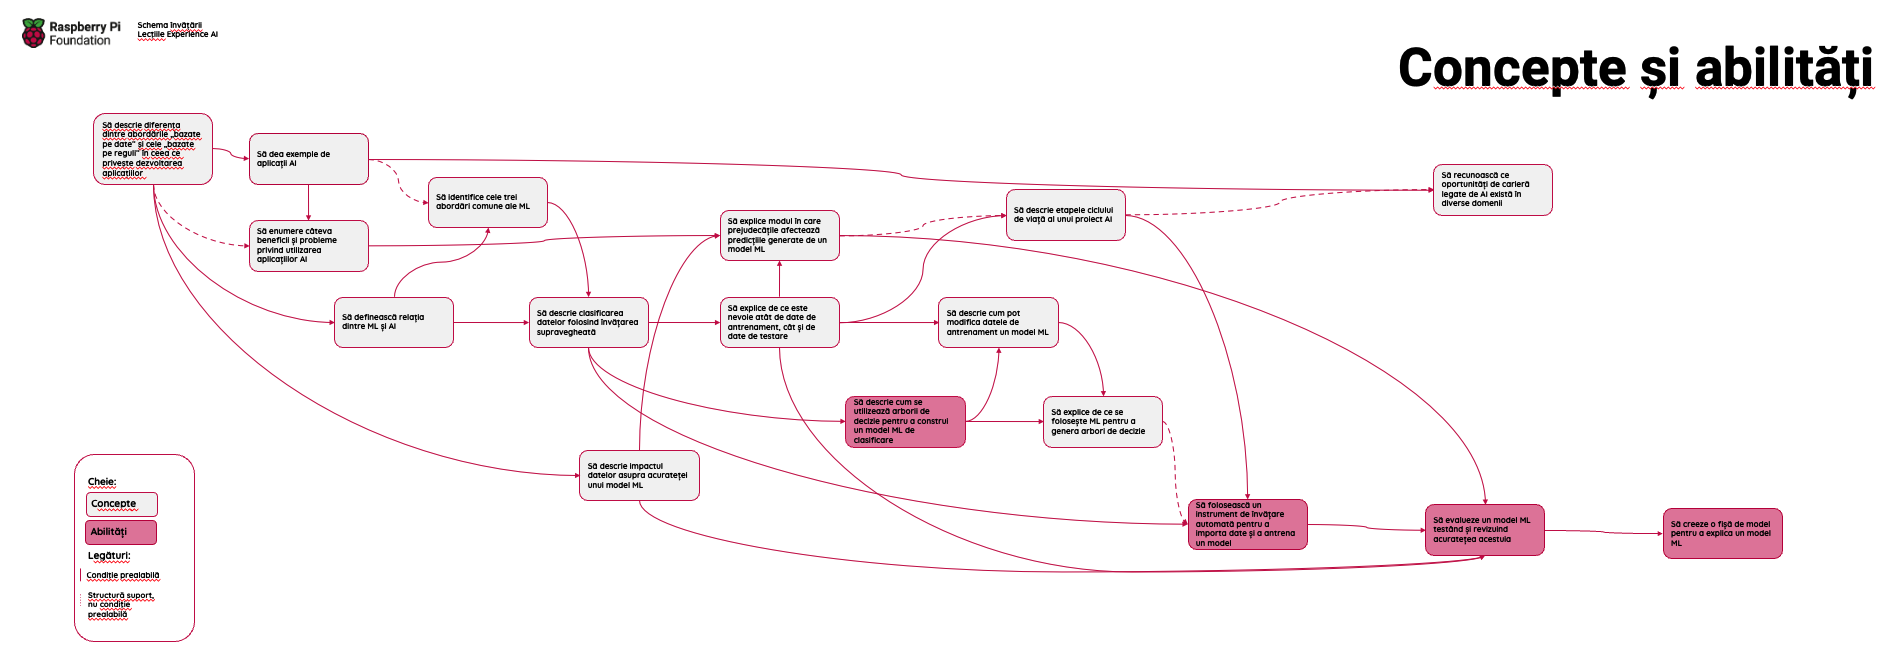 Raspberry Pi
Foundation
Schema învățării
Lecțiile Experience AI
Concepte și abilități
Să descrie diferența
dintre abordările „bazate
pe date” și cele „bazate
pe reguli” în ceea ce
privește dezvoltarea
aplicațiilor
Să dea exemple de
aplicații AI
Să identifice cele trei
abordări comune ale ML
Să enumere câteva
beneficii și probleme
privind utilizarea
aplicațiilor AI
Să explice modul în care
prejudecățile afectează
predicțiile generate de un
model ML
Să descrie etapele ciclului
de viață al unui proiect AI
Să recunoască ce
oportunități de carieră
legate de AI există în
diverse domenii
Să definească relația
dintre ML și AI
Să descrie clasificarea
datelor folosind învățarea
supravegheată
Să explice de ce este
nevoie atât de date de
antrenament, cât și de
date de testare
Să descrie cum pot
modifica datele de
antrenament un model ML
Să descrie cum se
utilizează arborii de
decizie pentru a construi
un model ML de
clasificare
Să explice de ce se
folosește ML pentru a
genera arbori de decizie
Să descrie impactul
datelor asupra acurateței
unui model ML
Să folosească un
instrument de învățare
automată pentru a
importa date și a antrena
un model
Să evalueze un model ML
testând și revizuind
acuratețea acestuia
Să creeze o fișă de model
pentru a explica un model
ML
Cheie:
Concepte
Abilități
Legături:
Condiție prealabilă
Structură suport,
nu condiție
prealabilă